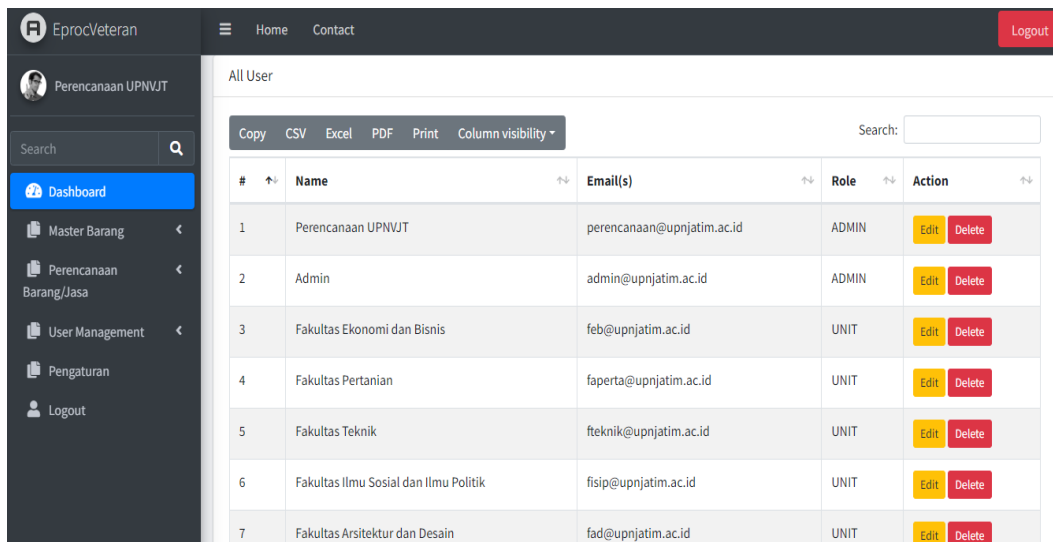 EprocVeteran
Home Contact
Logout
Perencanaan UPNVJT
Search
Dashboard
Master Barang
Perencanaan
Barang/Jasa
User Management
Pengaturan
Logout
All User
Copy CSV Excel PDF Print Column visibility
Search:
# Name Email(s) Role Action
1 Perencanaan UPNVJT perencanaan@upnjatim.ac.id ADMIN Edit Delete
2 Admin admin@upnjatim.ac.id ADMIN Edit Delete
3 Fakultas Ekonomi dan Bisnis feb@upnjatim.ac.id UNIT Edit Delete
4 Fakultas Pertanian faperta@upnjatim.ac.id UNIT Edit Delete
5 Fakultas Teknik fteknik@upnjatim.ac.id UNIT Edit Delete
6 Fakultas Ilmu Sosial dan Ilmu Politik fisip@upnjatim.ac.id UNIT Edit Delete
7 Fakultas Arsitektur dan Desain fad@upnjatim.ac.id UNIT Edit Delete